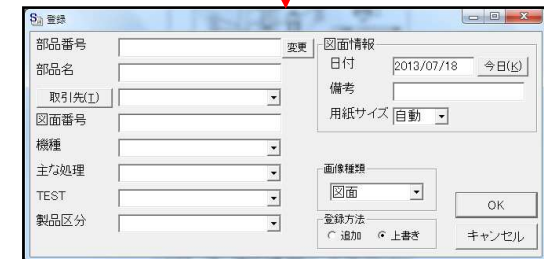 登録
部品番号
変更
部品名
取引先(T)
図面番号
機種
主な処理
TEST
製品区分
図面情報
日付 2013/07/18 今日(K)
備考
用紙サイズ 自動
画像種類
図面
登録方法
追加 上書き
OK
キャンセル